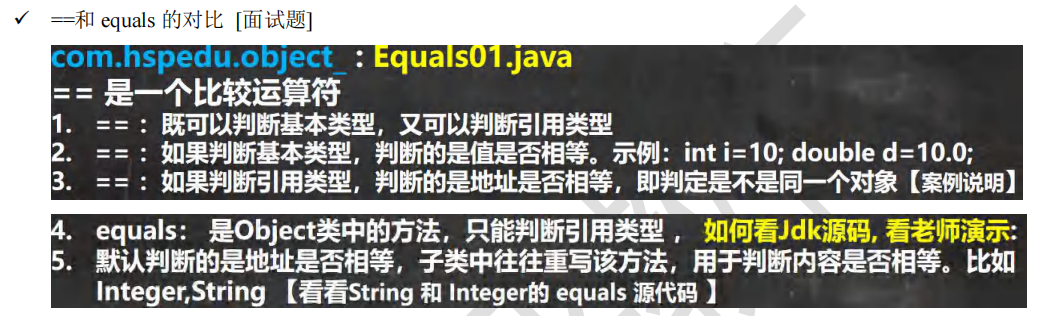 ✓ ==和 equals 的对比 [面试题]
com.hspedu.object_ : Equals01.java
== 是一个比较运算符
1. == ：既可以判断基本类型，又可以判断引用类型
2. == ：如果判断基本类型，判断的是值是否相等。示例：int i=10; double d=10.0;
3. == ：如果判断引用类型，判断的是地址是否相等，即判定是不是同一个对象【案例说明】
4. equals： 是Object类中的方法，只能判断引用类型 ， 如何看Jdk源码, 看老师演示:
5. 默认判断的是地址是否相等，子类中往往重写该方法，用于判断内容是否相等。比如
Integer,String 【看看String 和 Integer的 equals 源代码 】